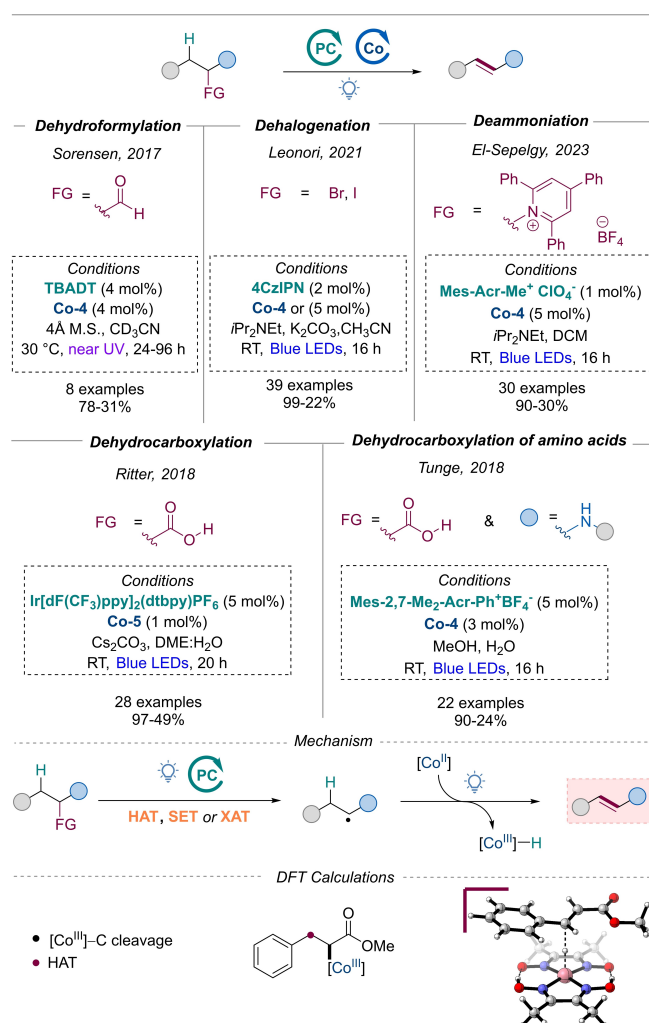 H
PC
Co
FG
Dehydroformylation
Sorensen, 2017
FG =
O
H
Conditions
TBADT (4 mol%)
Co-4 (4 mol%)
4Å M.S., CD₃CN
30 °C, near UV, 24-96 h
8 examples
78-31%
Dehalogenation
Leonori, 2021
FG = Br, I
Conditions
4CzIPN (2 mol%)
Co-4 or (5 mol%)
iPr₂NEt, K₂CO₃,CH₃CN
RT, Blue LEDs, 16 h
39 examples
99-22%
Deammoniation
El-Sepelgy, 2023
Ph
Ph
FG =
N
⊕
Ph
⊖
BF₄
Conditions
Mes-Acr-Me⁺ ClO₄⁻ (1 mol%)
Co-4 (5 mol%)
iPr₂NEt, DCM
RT, Blue LEDs, 16 h
30 examples
90-30%
Dehydrocarboxylation
Ritter, 2018
O
FG =
O
H
Conditions
Ir[dF(CF₃)ppy]₂(dtbpy)PF₆ (5 mol%)
Co-5 (1 mol%)
Cs₂CO₃, DME:H₂O
RT, Blue LEDs, 20 h
28 examples
97-49%
Dehydrocarboxylation of amino acids
Tunge, 2018
O
FG =
O
H
&
=
H
N
Conditions
Mes-2,7-Me₂-Acr-Ph⁺BF₄⁻ (5 mol%)
Co-4 (3 mol%)
MeOH, H₂O
RT, Blue LEDs, 16 h
22 examples
90-24%
Mechanism
H
FG
PC
HAT, SET or XAT
H
[Coᴵᴵ]
[Coᴵᴵᴵ]–H
DFT Calculations
[Coᴵᴵᴵ]–C cleavage
HAT
O
OMe
[Coᴵᴵᴵ]